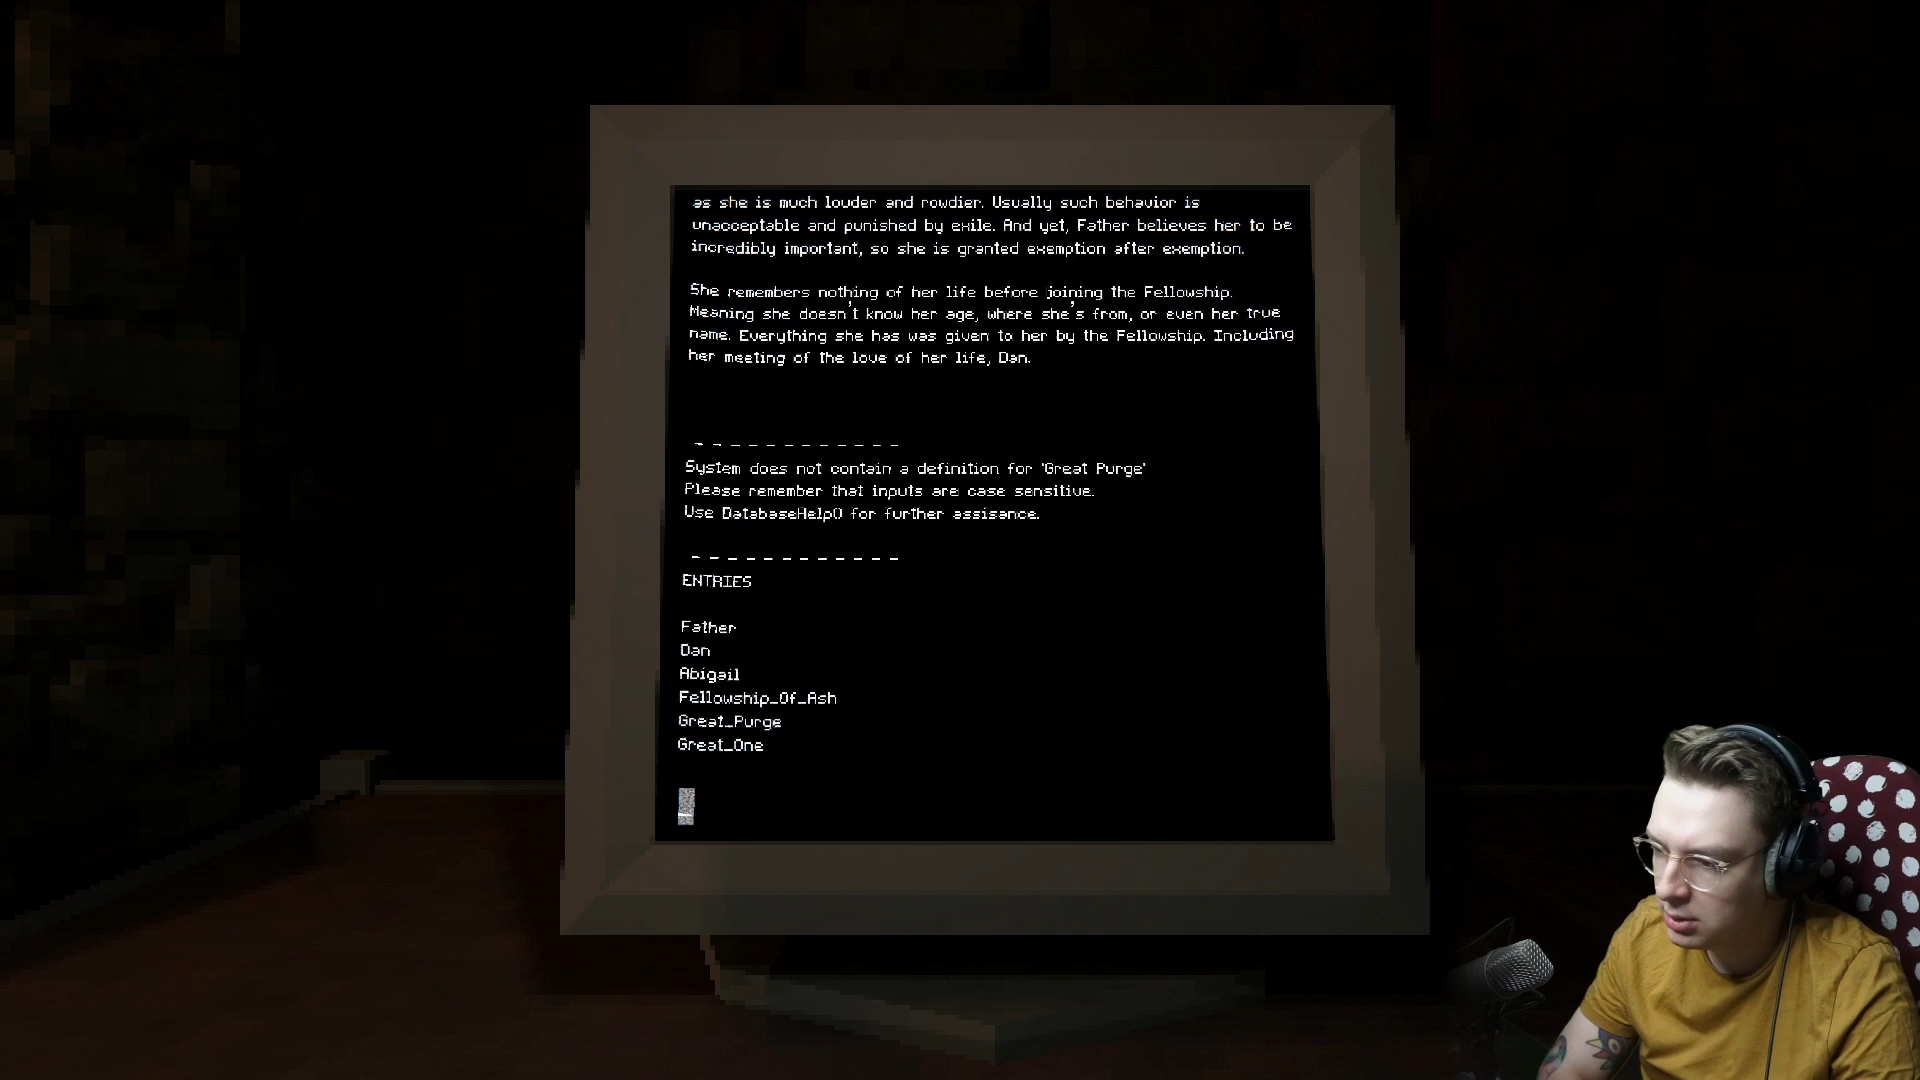 as she is much louder and rowdier. Usually such behavior is
unacceptable and punished by exile. And yet, Father believes her to be
incredibly important, so she is granted exemption after exemption.
She remembers nothing of her life before joining the Fellowship.
Meaning she doesn't know her age, where she's from, or even her true
name. Everything she has was given to her by the Fellowship. Including
her meeting of the love of her life, Dan.
- - - - - - - - - - - -
System does not contain a definition for 'Great Purge'
Please remember that inputs are case sensitive.
Use DatabaseHelp() for further assisance.
- - - - - - - - - - - -
ENTRIES
Father
Dan
Abigail
Fellowship_Of_Ash
Great_Purge
Great_One